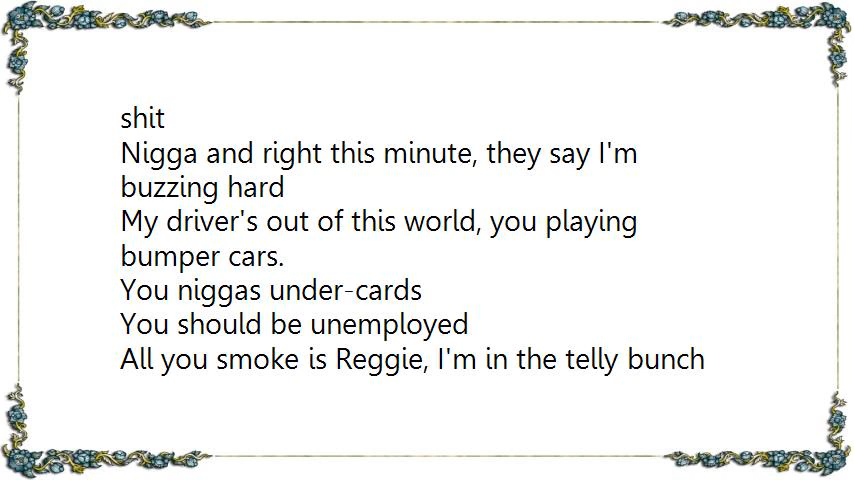 shit
Nigga and right this minute, they say I'm
buzzing hard
My driver's out of this world, you playing
bumper cars.
You niggas under-cards
You should be unemployed
All you smoke is Reggie, I'm in the telly bunch